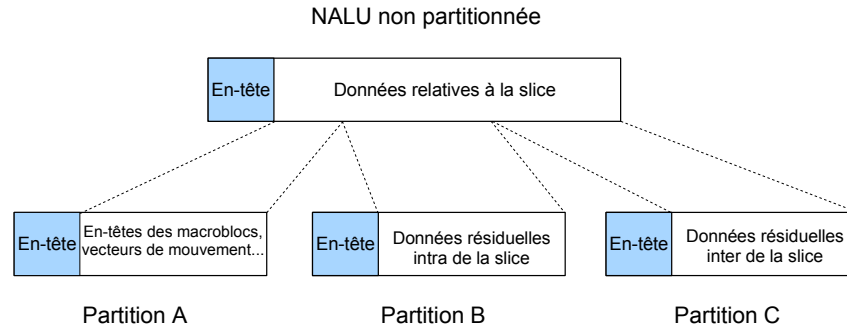 NALU non partitionnée
En-tête
Données relatives à la slice
En-tête
En-têtes des macroblocs,
vecteurs de mouvement...
En-tête
Données résiduelles
intra de la slice
En-tête
Données résiduelles
inter de la slice
Partition A
Partition B
Partition C